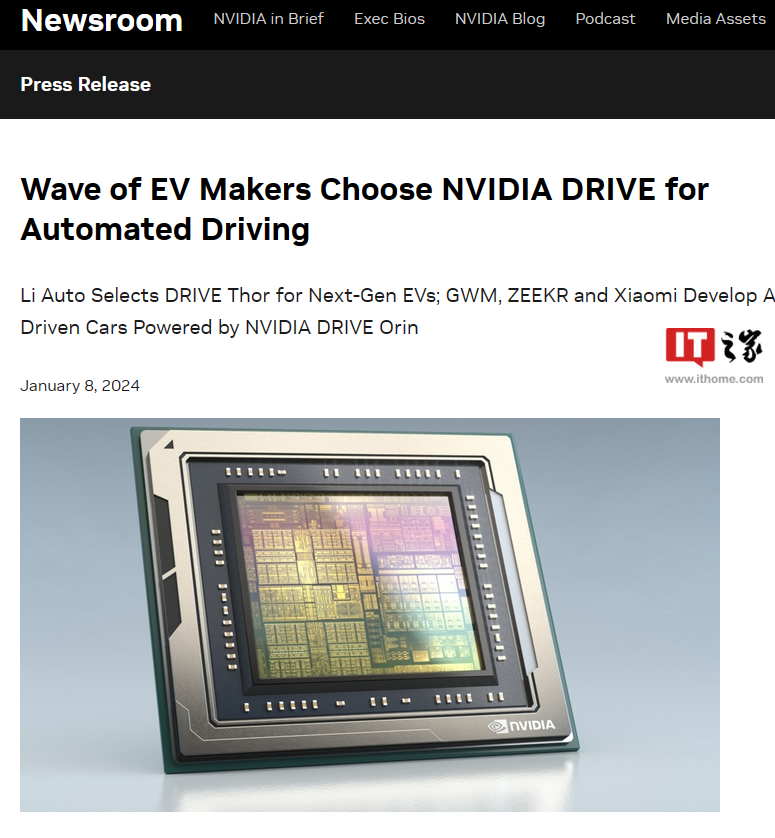 Newsroom NVIDIA in Brief Exec Bios NVIDIA Blog Podcast Media Assets
Press Release
Wave of EV Makers Choose NVIDIA DRIVE for
Automated Driving
Li Auto Selects DRIVE Thor for Next-Gen EVs; GWM, ZEEKR and Xiaomi Develop A
Driven Cars Powered by NVIDIA DRIVE Orin
IT之家
www.ithome.com
January 8, 2024
NVIDIA